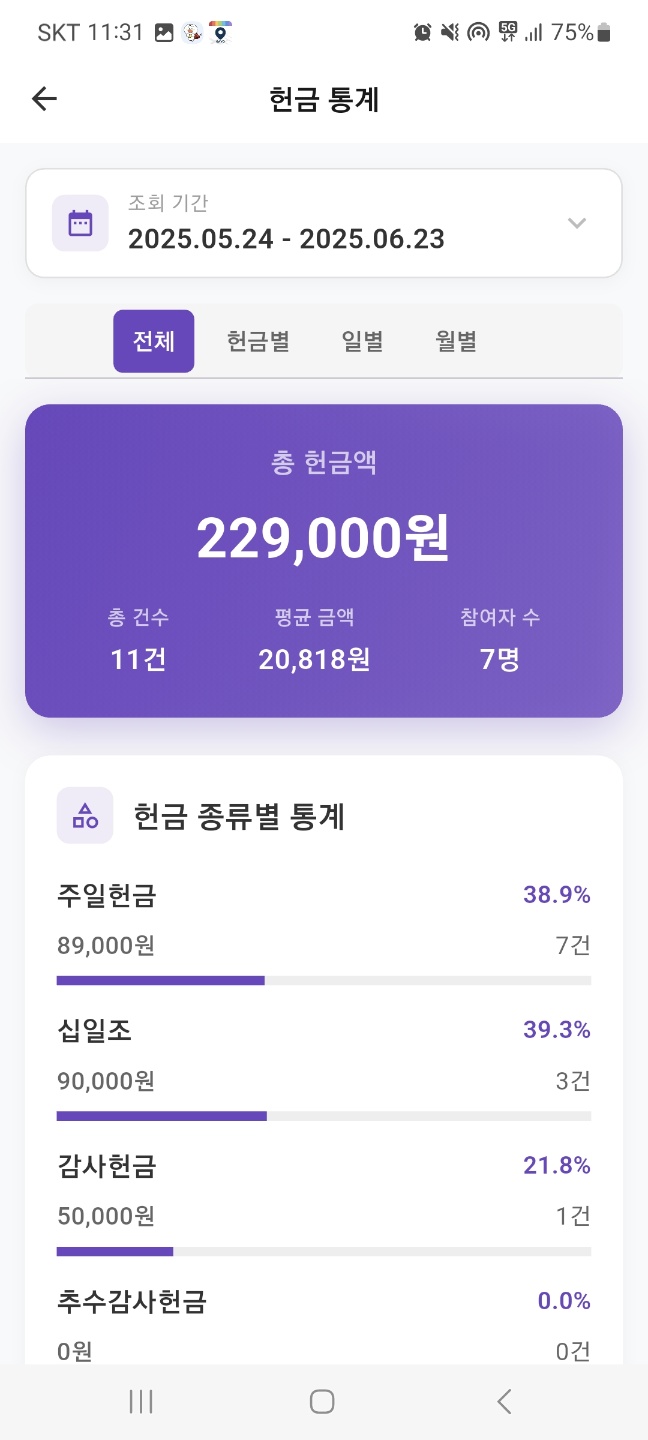 SKT 11:31 75%
헌금 통계
조회 기간
2025.05.24 - 2025.06.23
전체 헌금별 일별 월별
총 헌금액
229,000원
총 건수 평균 금액 참여자 수
11건 20,818원 7명
헌금 종류별 통계
주일헌금 38.9%
89,000원 7건
십일조 39.3%
90,000원 3건
감사헌금 21.8%
50,000원 1건
추수감사헌금 0.0%
0원 0건